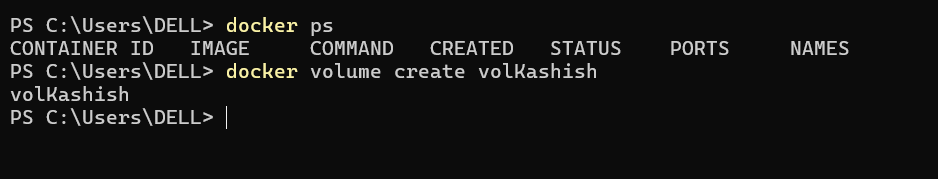 PS C:\Users\DELL> docker ps
CONTAINER ID   IMAGE     COMMAND   CREATED   STATUS    PORTS     NAMES
PS C:\Users\DELL> docker volume create volKashish
volKashish
PS C:\Users\DELL>